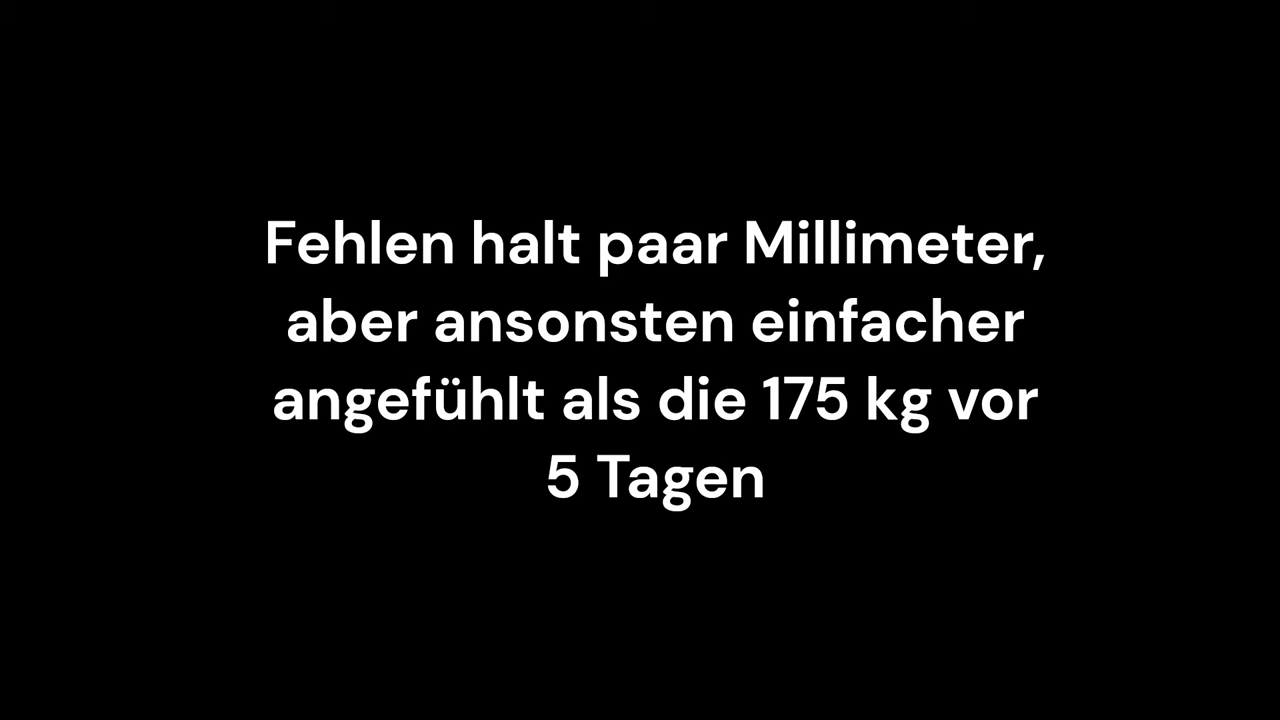 Fehlen halt paar Millimeter,
aber ansonsten einfacher
angefühlt als die 175 kg vor
5 Tagen